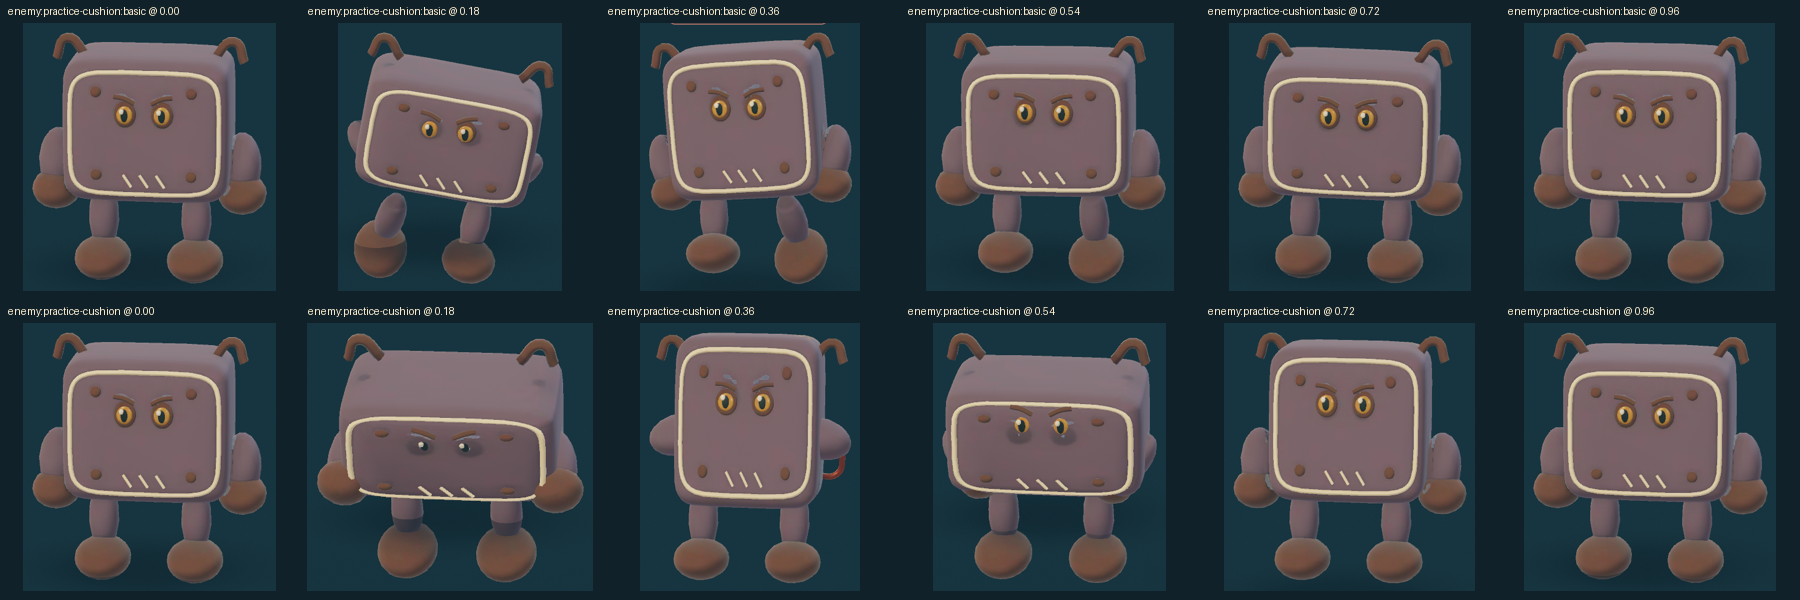 enemy:practice-cushion:basic @ 0.00
enemy:practice-cushion:basic @ 0.18
enemy:practice-cushion:basic @ 0.36
enemy:practice-cushion:basic @ 0.54
enemy:practice-cushion:basic @ 0.72
enemy:practice-cushion:basic @ 0.96
enemy:practice-cushion @ 0.00
enemy:practice-cushion @ 0.18
enemy:practice-cushion @ 0.36
enemy:practice-cushion @ 0.54
enemy:practice-cushion @ 0.72
enemy:practice-cushion @ 0.96